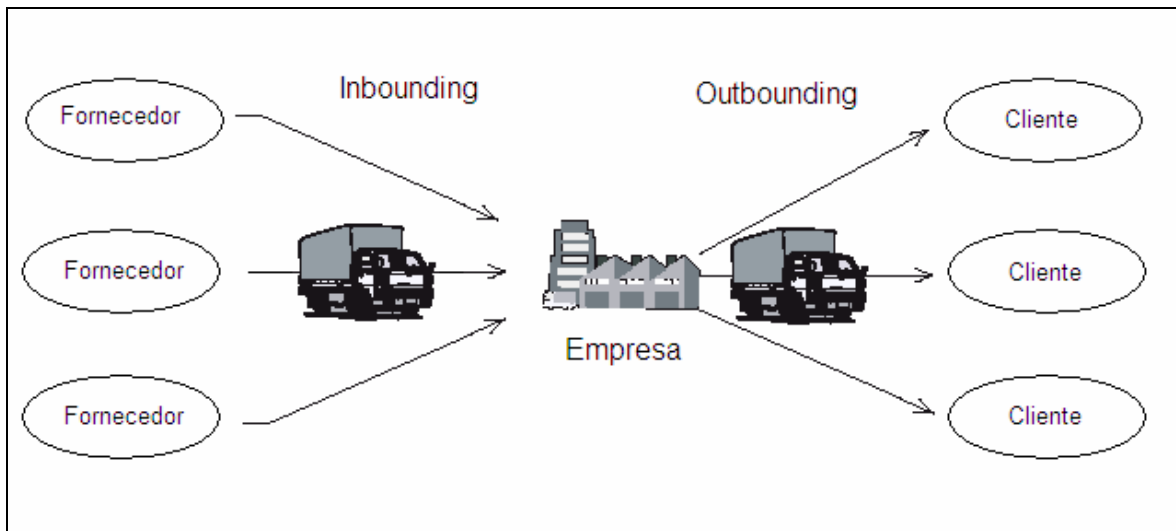 Inbounding
Outbounding
Fornecedor
Cliente
Fornecedor
Cliente
Empresa
Fornecedor
Cliente